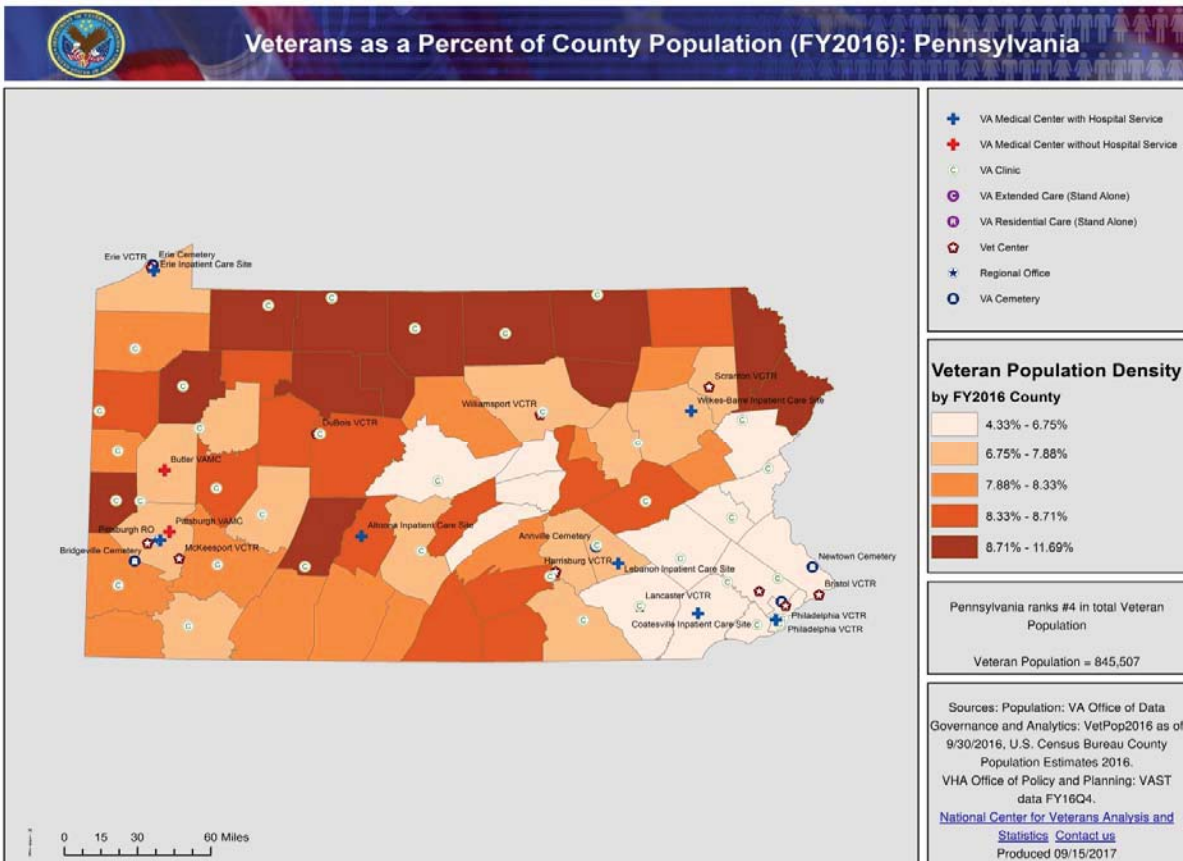 Veterans as a Percent of County Population (FY2016): Pennsylvania
VA Medical Center with Hospital Service
VA Medical Center without Hospital Service
C VA Clinic
C VA Extended Care (Stand Alone)
R VA Residential Care (Stand Alone)
Vet Center
Regional Office
VA Cemetery
Erie VCTR
Erie Cemetery
Erie Inpatient Care Site
Scranton VCTR
Wilkes-Barre Inpatient Care Site
Williamsport VCTR
DuBois VCTR
Butler VAMC
Pittsburgh RO
Pittsburgh VAMC
Bridgeville Cemetery
McKeesport VCTR
Altoona Inpatient Care Site
Annville Cemetery
Harrisburg VCTR
Lebanon Inpatient Care Site
Newtown Cemetery
Bristol VCTR
Lancaster VCTR
Coatesville Inpatient Care Site
Philadelphia VCTR
Philadelphia VCTR
Veteran Population Density
by FY2016 County
4.33% - 6.75%
6.75% - 7.88%
7.88% - 8.33%
8.33% - 8.71%
8.71% - 11.69%
Pennsylvania ranks #4 in total Veteran
Population
Veteran Population = 845,507
Sources: Population: VA Office of Data
Governance and Analytics: VetPop2016 as of
9/30/2016, U.S. Census Bureau County
Population Estimates 2016.
VHA Office of Policy and Planning: VAST
data FY16Q4.
National Center for Veterans Analysis and
Statistics Contact us
Produced 09/15/2017
0 15 30 60 Miles